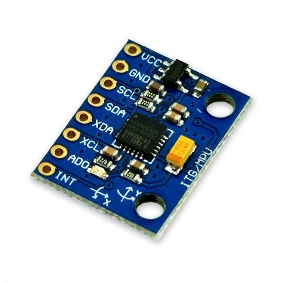 VCC
GND
SCL
SDA
XDA
XCL
ADO
INT
X
Y
ITG/MPU